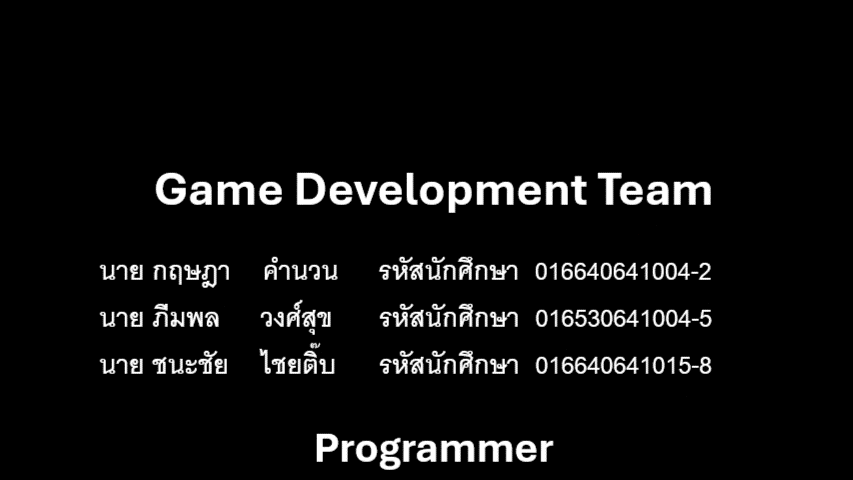 Game Development Team
นาย กฤษฎา คำนวน รหัสนักศึกษา 016640641004-2
นาย ภีมพล วงศ์สุข รหัสนักศึกษา 016530641004-5
นาย ชนะชัย ไชยติ๊บ รหัสนักศึกษา 016640641015-8
Programmer